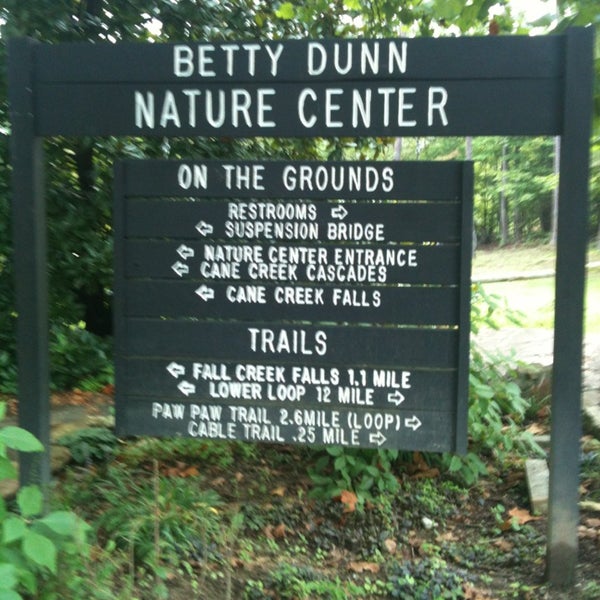 BETTY DUNN
NATURE CENTER
ON THE GROUNDS
RESTROOMS ⇨
⇦ SUSPENSION BRIDGE
⇦ NATURE CENTER ENTRANCE
⇦ CANE CREEK CASCADES
⇦ CANE CREEK FALLS
TRAILS
⇦ FALL CREEK FALLS 1.1 MILE
⇦ LOWER LOOP 12 MILE ⇨
PAW PAW TRAIL 2.6MILE (LOOP) ⇨
CABLE TRAIL .25 MILE ⇨